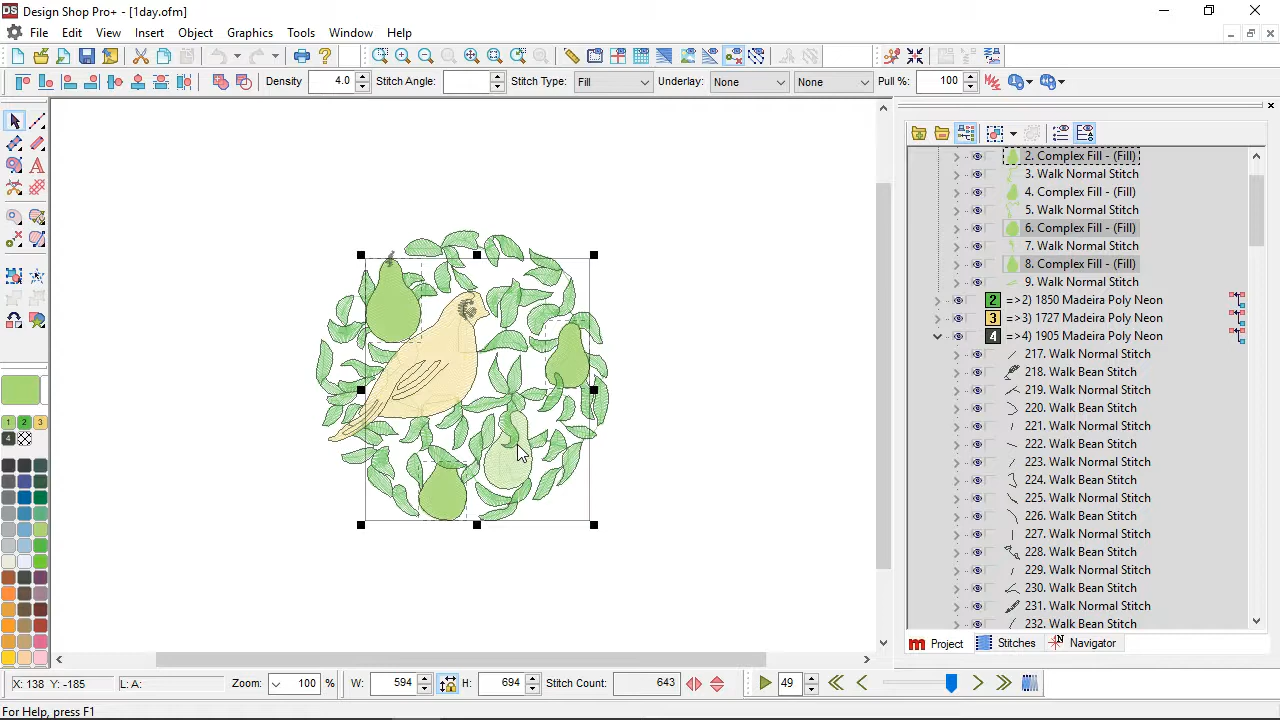 DS Design Shop Pro+ - [1day.ofm]
File Edit View Insert Object Graphics Tools Window Help
Density 4.0 Stitch Angle: Stitch Type: Fill Underlay: None None Pull %: 100
2. Complex Fill - (Fill)
3. Walk Normal Stitch
4. Complex Fill - (Fill)
5. Walk Normal Stitch
6. Complex Fill - (Fill)
7. Walk Normal Stitch
8. Complex Fill - (Fill)
9. Walk Normal Stitch
2 =>2) 1850 Madeira Poly Neon
3 =>3) 1727 Madeira Poly Neon
4 =>4) 1905 Madeira Poly Neon
217. Walk Normal Stitch
218. Walk Bean Stitch
219. Walk Normal Stitch
220. Walk Bean Stitch
221. Walk Normal Stitch
222. Walk Bean Stitch
223. Walk Normal Stitch
224. Walk Bean Stitch
225. Walk Normal Stitch
226. Walk Bean Stitch
227. Walk Normal Stitch
228. Walk Bean Stitch
229. Walk Normal Stitch
230. Walk Bean Stitch
231. Walk Normal Stitch
232. Walk Bean Stitch
1 2 3
4
Project Stitches Navigator
X: 138 Y: -185 L: A: Zoom: 100 % W: 594 H: 694 Stitch Count: 643 49
For Help, press F1